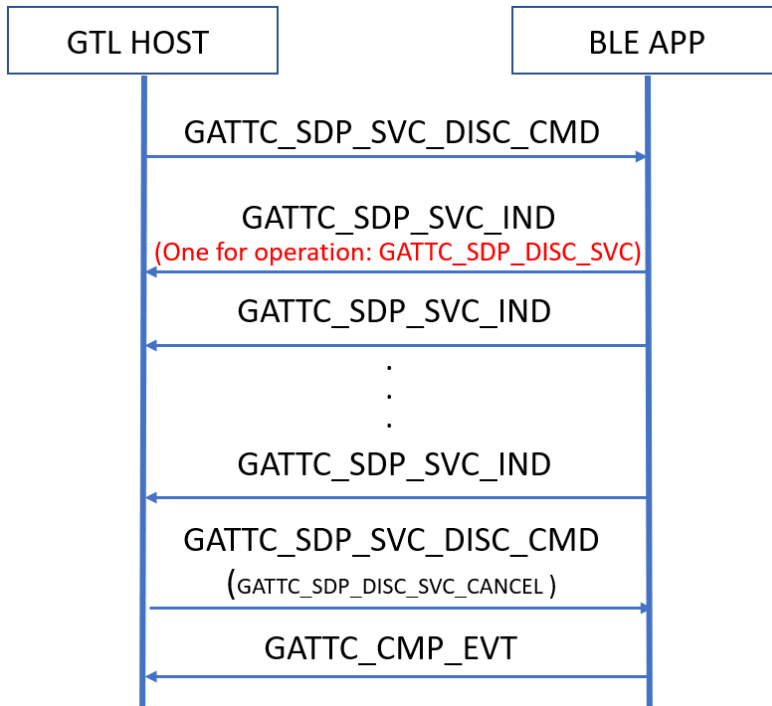 GTL HOST
BLE APP
GATTC_SDP_SVC_DISC_CMD
GATTC_SDP_SVC_IND
(One for operation: GATTC_SDP_DISC_SVC)
GATTC_SDP_SVC_IND
.
.
.
GATTC_SDP_SVC_IND
GATTC_SDP_SVC_DISC_CMD
(GATTC_SDP_DISC_SVC_CANCEL )
GATTC_CMP_EVT